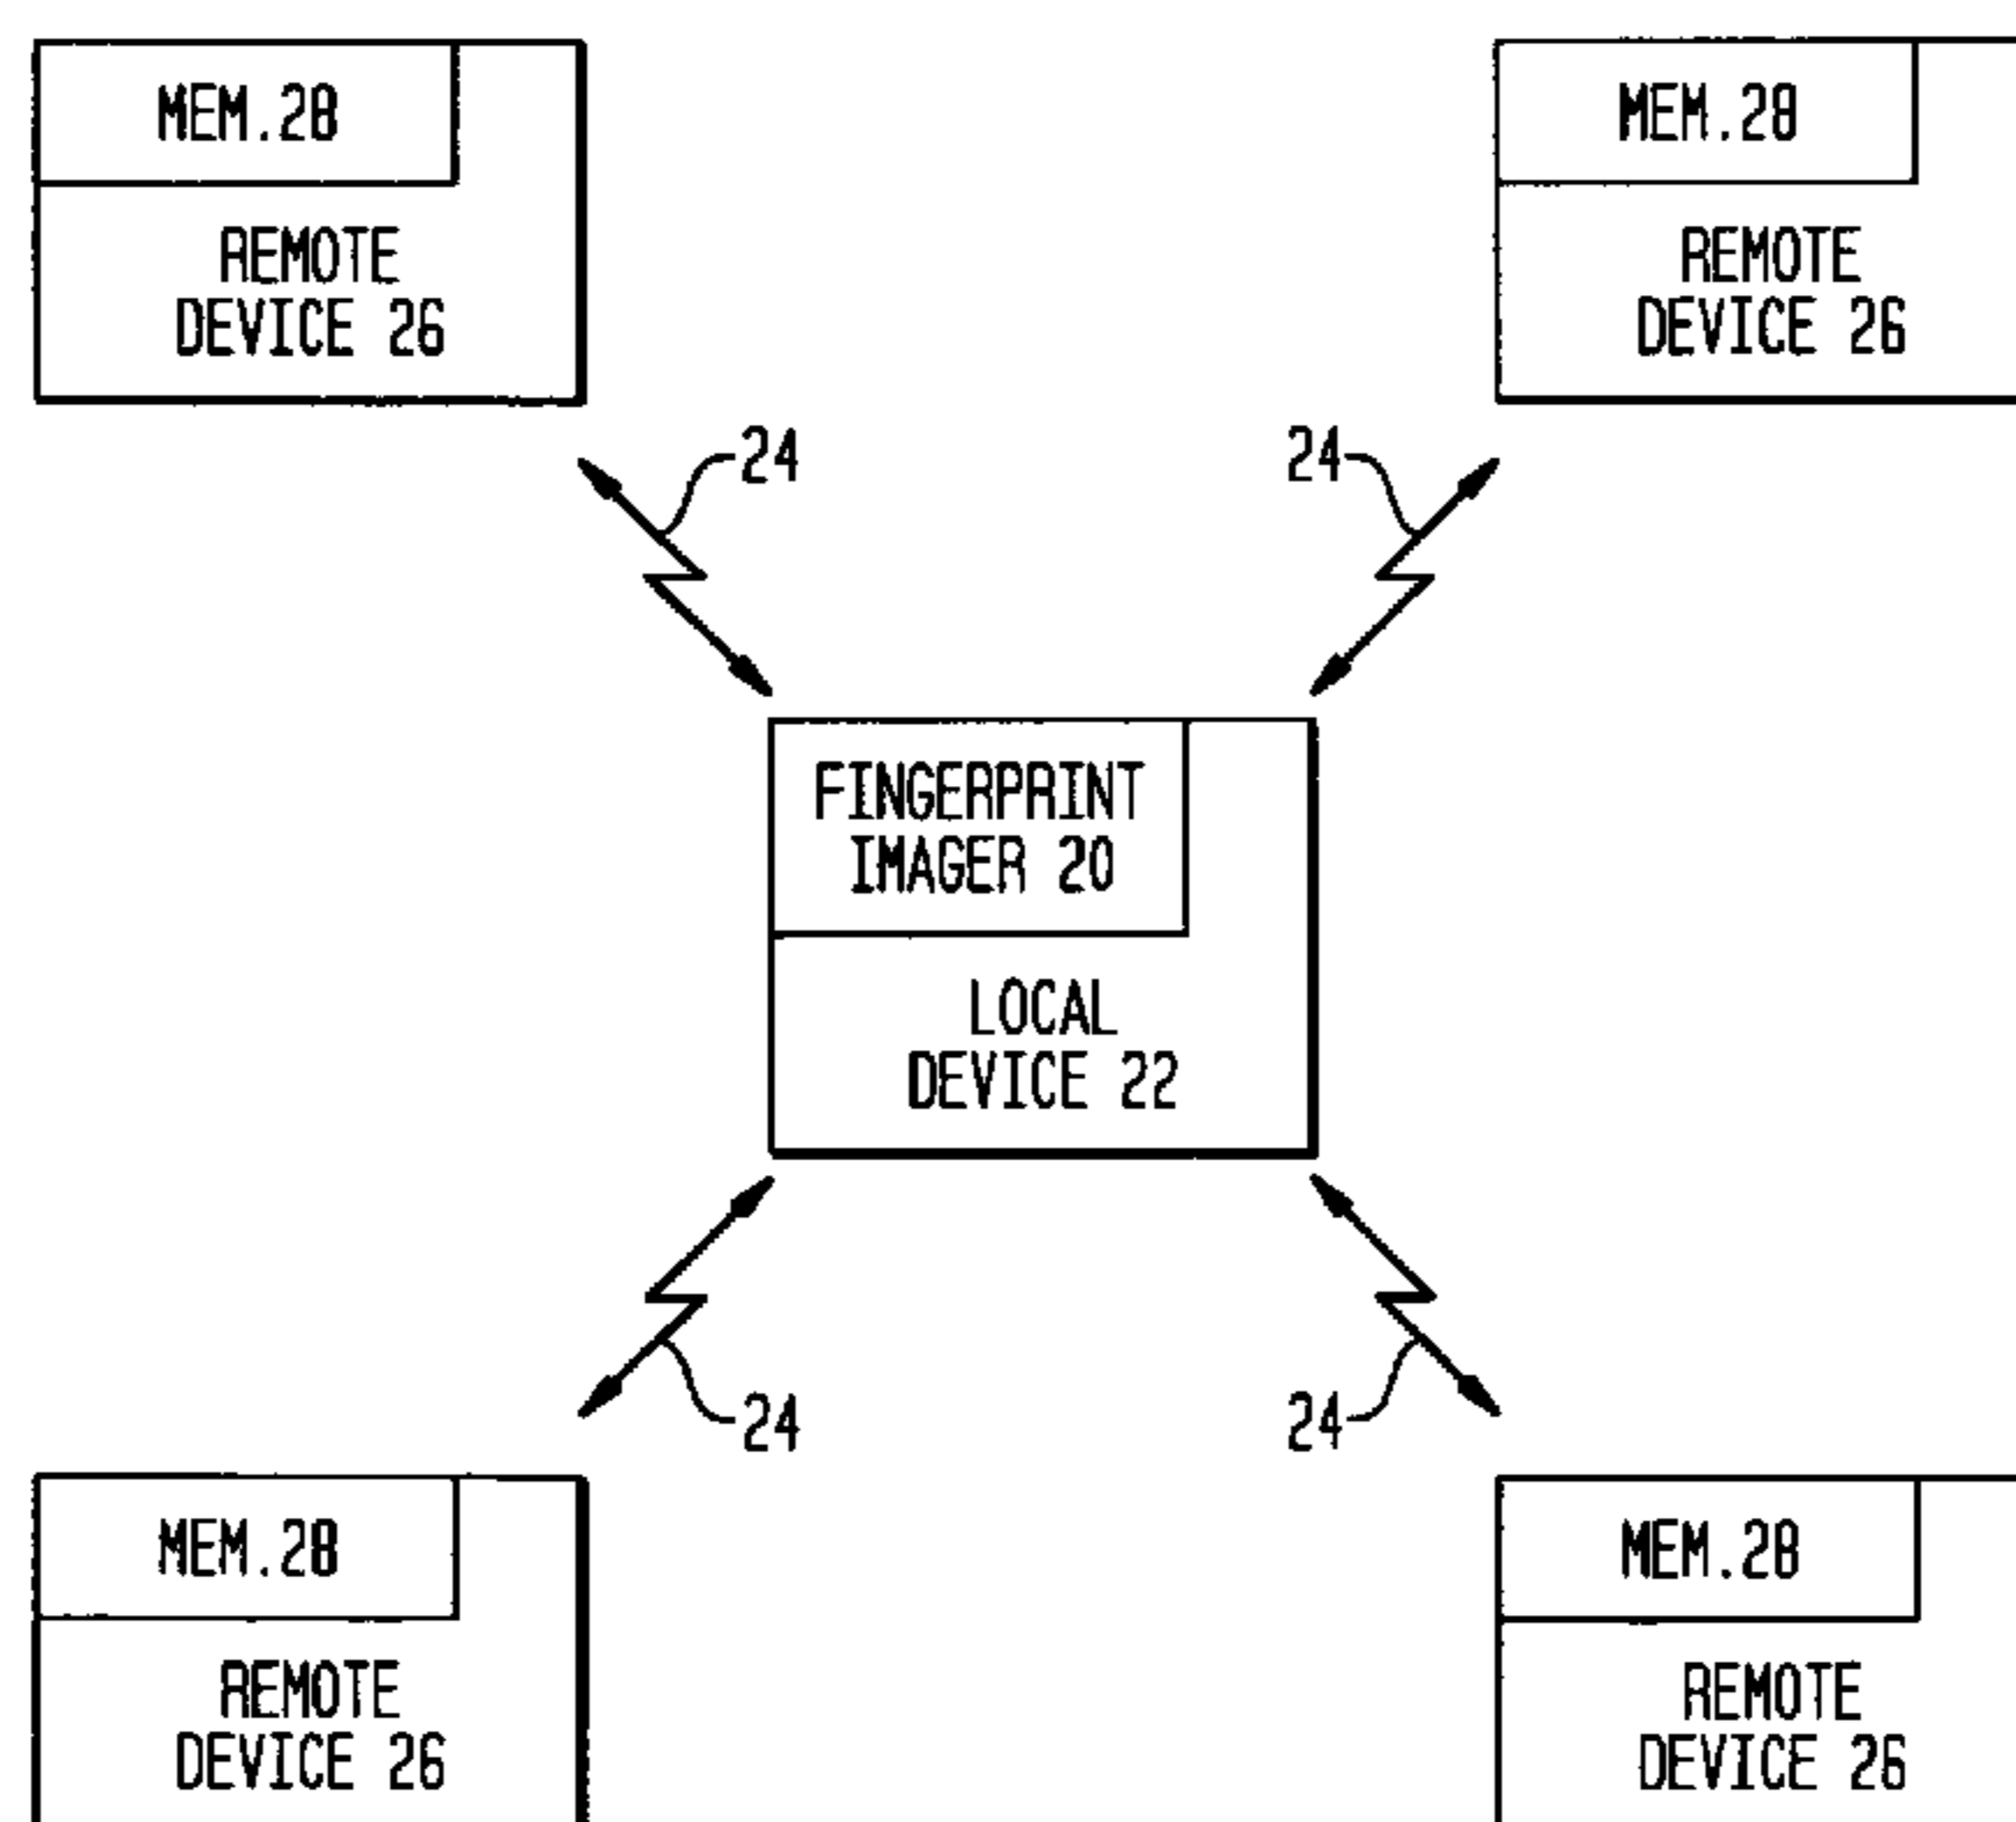 MEM.28
REMOTE
DEVICE 26
MEM.28
REMOTE
DEVICE 26
24
24
FINGERPRINT
IMAGER 20
LOCAL
DEVICE 22
24
24
MEM.28
REMOTE
DEVICE 26
MEM.28
REMOTE
DEVICE 26